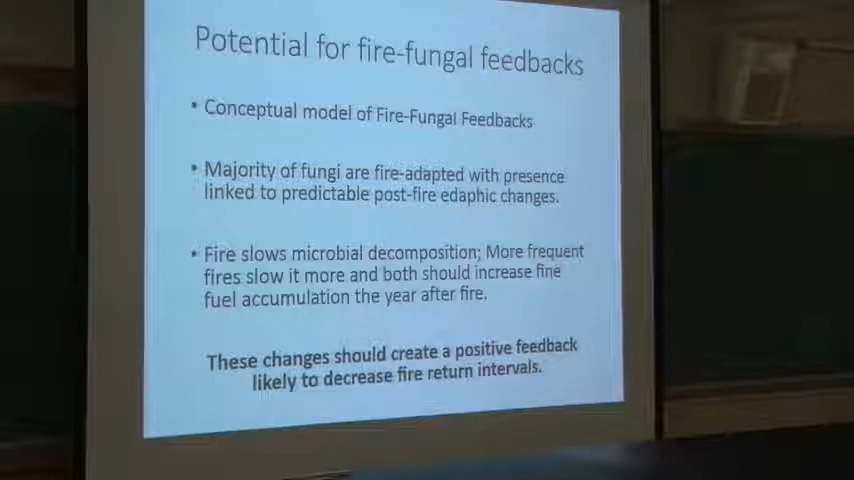 Potential for fire-fungal feedbacks
• Conceptual model of Fire-Fungal Feedbacks
• Majority of fungi are fire-adapted with presence
linked to predictable post-fire edaphic changes.
• Fire slows microbial decomposition; More frequent
fires slow it more and both should increase fine
fuel accumulation the year after fire.
These changes should create a positive feedback
likely to decrease fire return intervals.